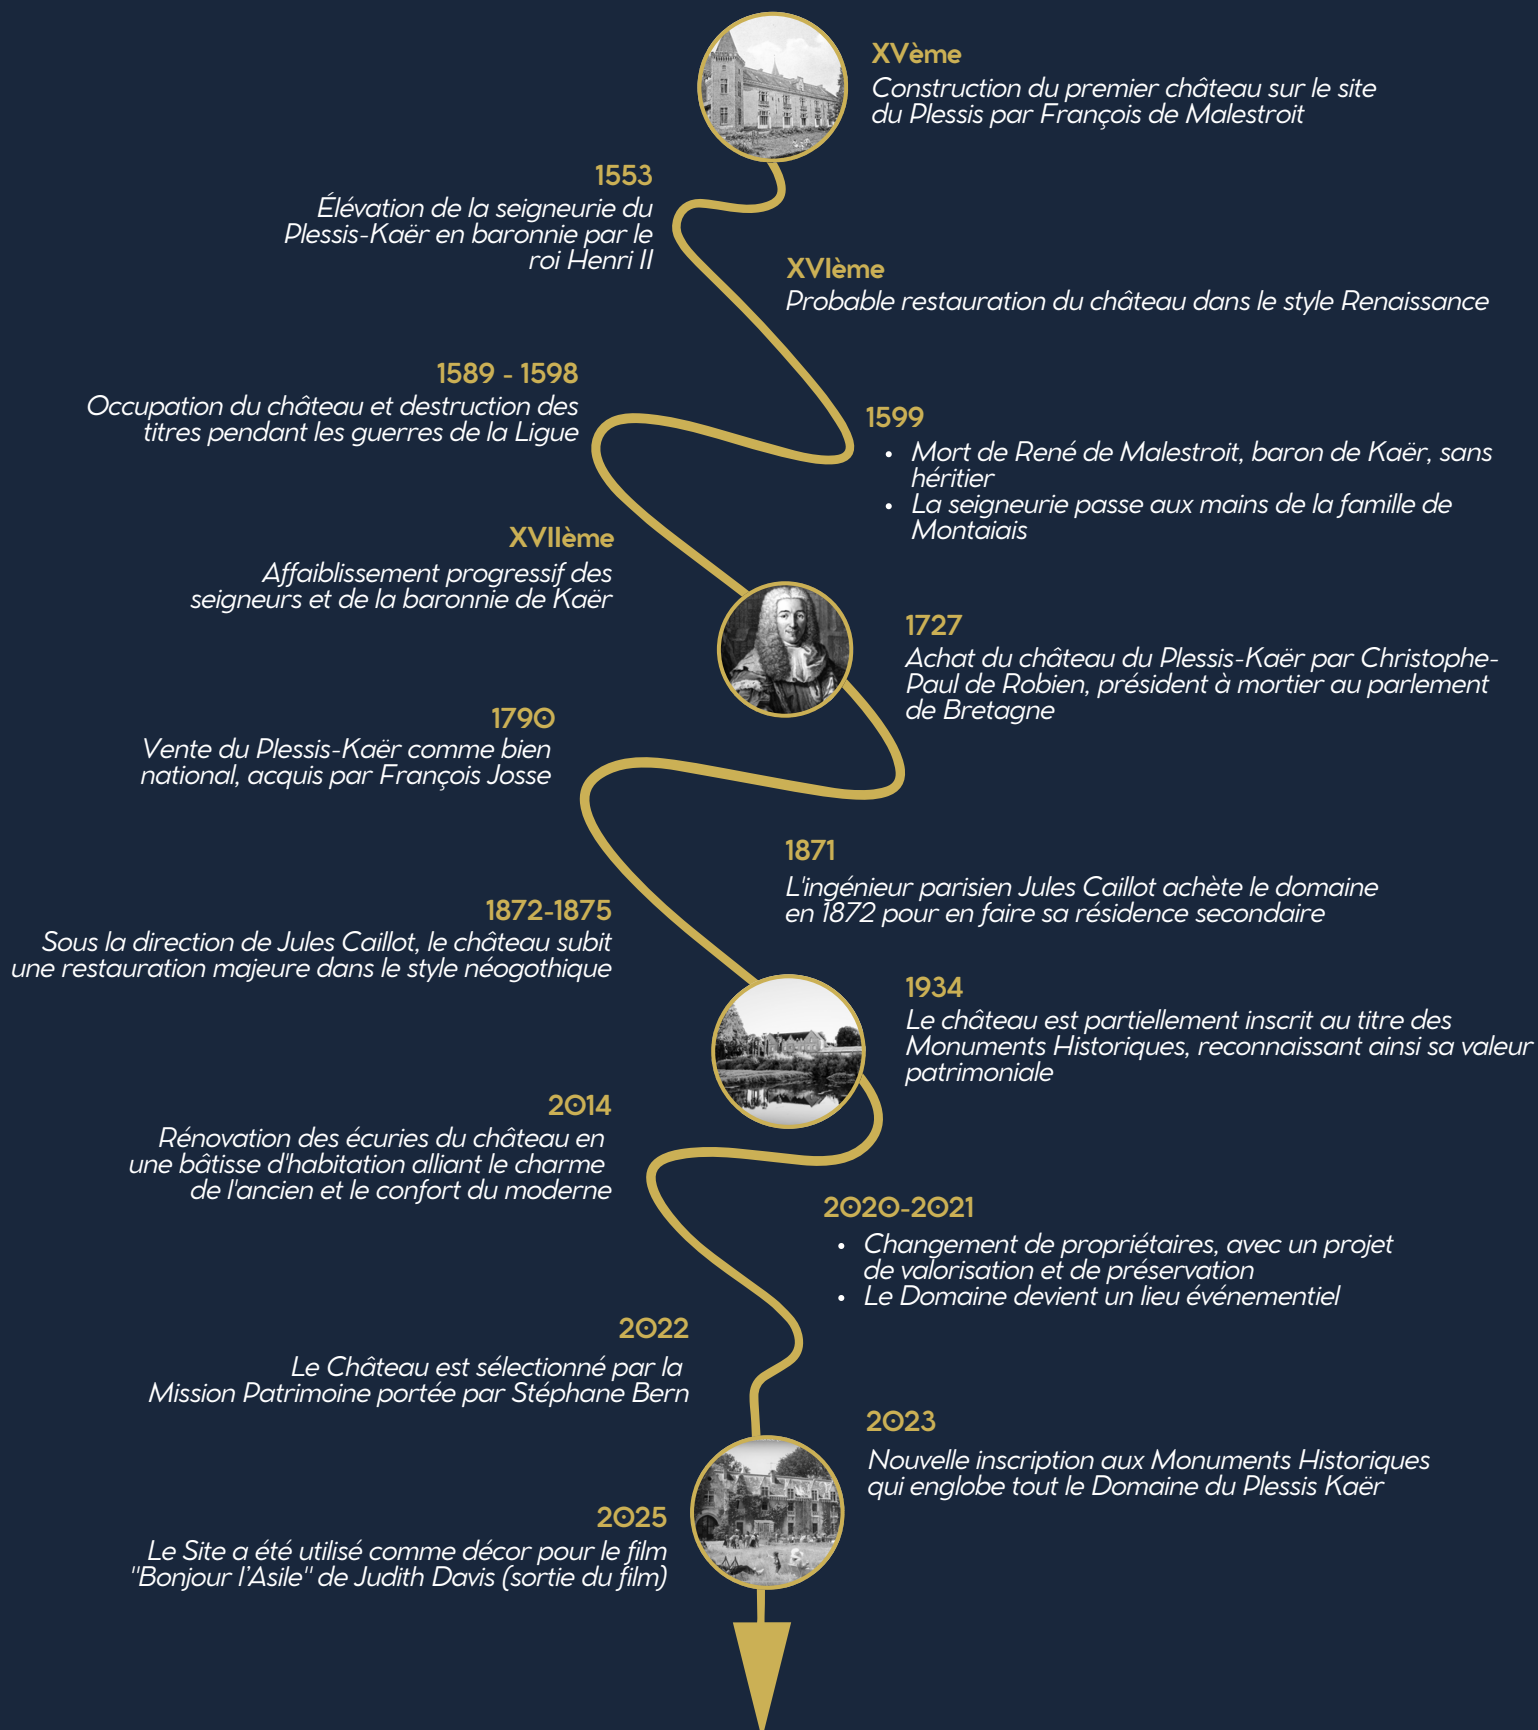 XVème
Construction du premier château sur le site
du Plessis par François de Malestroit
1553
Élévation de la seigneurie du
Plessis-Kaër en baronnie par le
roi Henri II
XVIème
Probable restauration du château dans le style Renaissance
1589 - 1598
Occupation du château et destruction des
titres pendant les guerres de la Ligue
1599
• Mort de René de Malestroit, baron de Kaër, sans
héritier
• La seigneurie passe aux mains de la famille de
Montaiais
XVIIème
Affaiblissement progressif des
seigneurs et de la baronnie de Kaër
1727
Achat du château du Plessis-Kaër par Christophe-
Paul de Robien, président à mortier au parlement
de Bretagne
1790
Vente du Plessis-Kaër comme bien
national, acquis par François Josse
1871
L'ingénieur parisien Jules Caillot achète le domaine
en 1872 pour en faire sa résidence secondaire
1872-1875
Sous la direction de Jules Caillot, le château subit
une restauration majeure dans le style néogothique
1934
Le château est partiellement inscrit au titre des
Monuments Historiques, reconnaissant ainsi sa valeur
patrimoniale
2014
Rénovation des écuries du château en
une bâtisse d'habitation alliant le charme
de l'ancien et le confort du moderne
2020-2021
• Changement de propriétaires, avec un projet
de valorisation et de préservation
• Le Domaine devient un lieu événementiel
2022
Le Château est sélectionné par la
Mission Patrimoine portée par Stéphane Bern
2023
Nouvelle inscription aux Monuments Historiques
qui englobe tout le Domaine du Plessis Kaër
2025
Le Site a été utilisé comme décor pour le film
"Bonjour l'Asile" de Judith Davis (sortie du film)